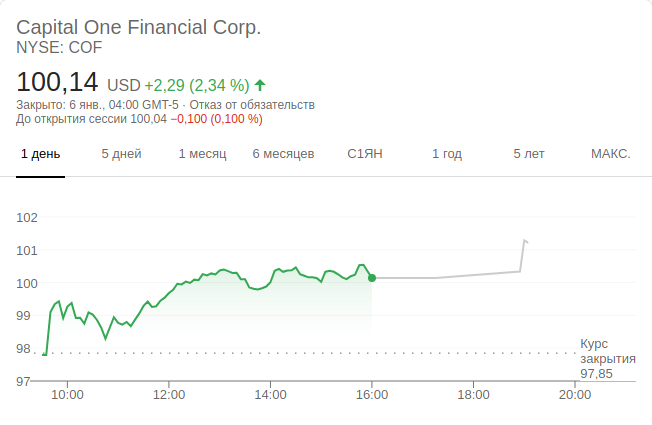 Capital One Financial Corp.
NYSE: COF
100,14 USD +2,29 (2,34 %)
Закрыто: 6 янв., 04:00 GMT-5 · Отказ от обязательств
До открытия сессии 100,04 −0,100 (0,100 %)
1 день 5 дней 1 месяц 6 месяцев С1ЯН 1 год 5 лет МАКС.
102
101
100
99
98
97
Курс
закрытия
97,85
10:00 12:00 14:00 16:00 18:00 20:00